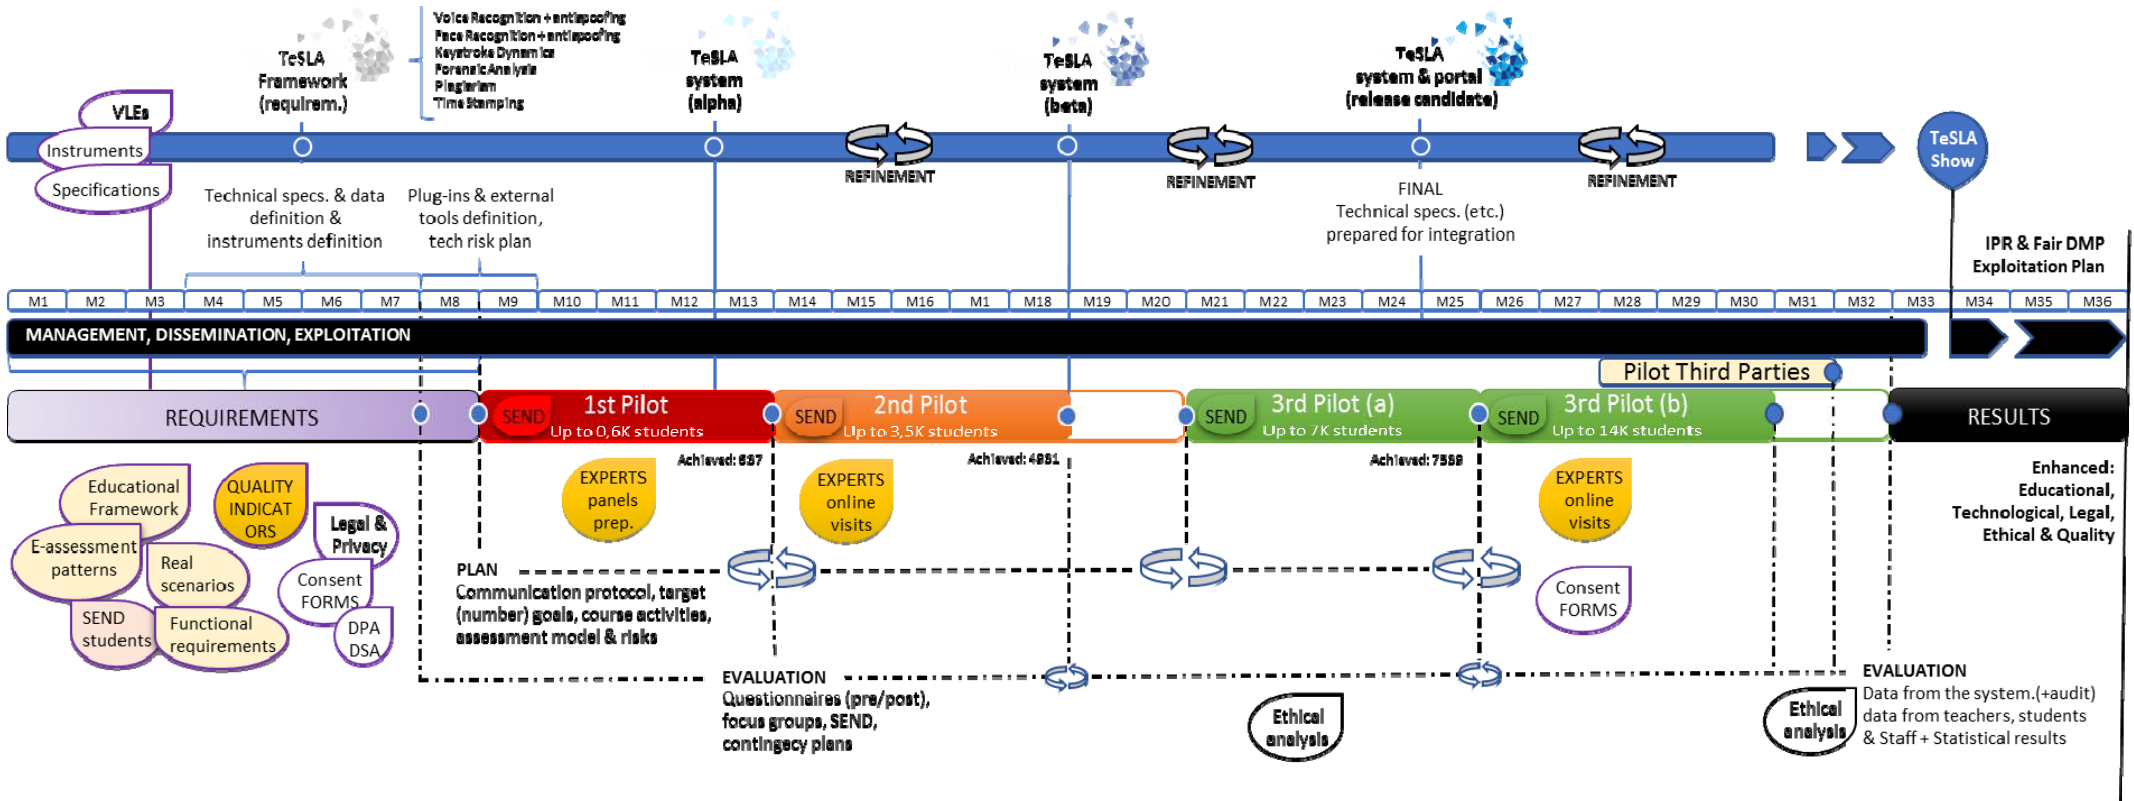 Voice Recognition + antispoofing
Face Recognition + antispoofing
Keystroke Dynamics
Forensic Analysis
Plagiarism
Time Stamping
TeSLA
Framework
(requirem.)
TeSLA
system
(alpha)
TeSLA
system
(beta)
TeSLA
system & portal
(release candidate)
VLEs
Instruments
Specifications
TeSLA
Show
REFINEMENT
REFINEMENT
REFINEMENT
Technical specs. & data
definition &
instruments definition
Plug-ins & external
tools definition,
tech risk plan
FINAL
Technical specs. (etc.)
prepared for integration
IPR & Fair DMP
Exploitation Plan
M1 M2 M3 M4 M5 M6 M7 M8 M9 M10 M11 M12 M13 M14 M15 M16 M1 M18 M19 M20 M21 M22 M23 M24 M25 M26 M27 M28 M29 M30 M31 M32 M33 M34 M35 M36
MANAGEMENT, DISSEMINATION, EXPLOITATION
Pilot Third Parties
REQUIREMENTS
SEND
1st Pilot
Up to 0,6K students
SEND
2nd Pilot
Up to 3,5K students
SEND
3rd Pilot (a)
Up to 7K students
SEND
3rd Pilot (b)
Up to 14K students
RESULTS
Achieved: 637
Achieved: 4931
Achieved: 7539
Educational
Framework
QUALITY
INDICAT
ORS
Legal &
Privacy
E-assessment
patterns
Real
scenarios
Consent
FORMS
SEND
students
Functional
requirements
DPA
DSA
EXPERTS
panels
prep.
EXPERTS
online
visits
EXPERTS
online
visits
Consent
FORMS
Enhanced:
Educational,
Technological, Legal,
Ethical & Quality
PLAN
Communication protocol, target
(number) goals, course activities,
assessment model & risks
EVALUATION
Questionnaires (pre/post),
focus groups, SEND,
contingecy plans
Ethical
analysis
Ethical
analysis
EVALUATION
Data from the system.(+audit)
data from teachers, students
& Staff + Statistical results